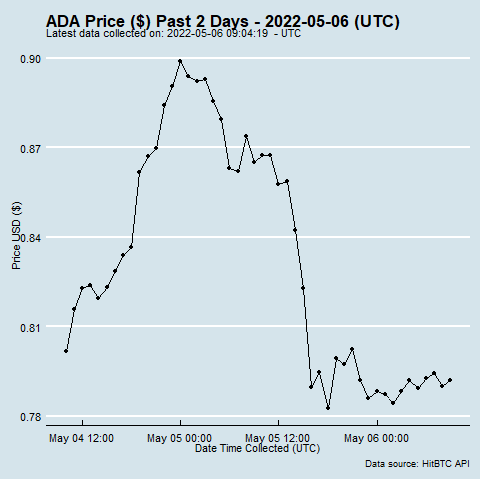 ADA Price ($) Past 2 Days - 2022-05-06 (UTC)
Latest data collected on: 2022-05-06 09:04:19 - UTC
0.90
0.87
0.84
0.81
0.78
Price USD ($)
May 04 12:00 May 05 00:00 May 05 12:00 May 06 00:00
Date Time Collected (UTC)
Data source: HitBTC API